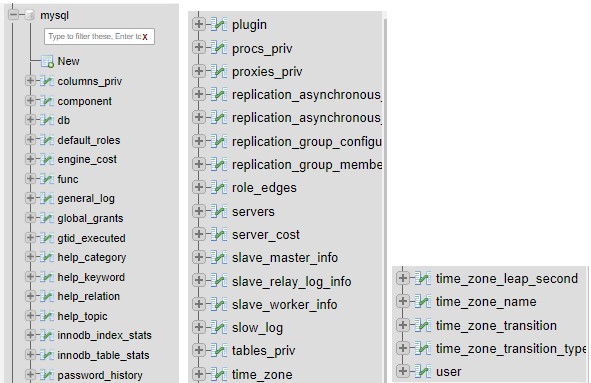 mysql
Type to filter these, Enter to X
New
columns_priv
component
db
default_roles
engine_cost
func
general_log
global_grants
gtid_executed
help_category
help_keyword
help_relation
help_topic
innodb_index_stats
innodb_table_stats
password_history
plugin
procs_priv
proxies_priv
replication_asynchronous_
replication_asynchronous_
replication_group_configu
replication_group_membe
role_edges
servers
server_cost
slave_master_info
slave_relay_log_info
slave_worker_info
slow_log
tables_priv
time_zone
time_zone_leap_second
time_zone_name
time_zone_transition
time_zone_transition_type
user